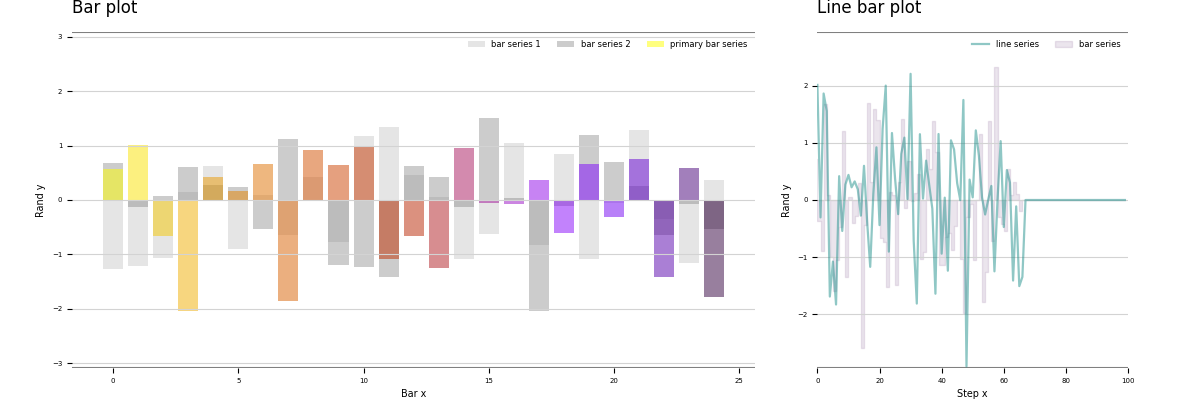 Bar plot
bar series 1
bar series 2
primary bar series
3
2
1
0
−1
−2
−3
Rand y
0
5
10
15
20
25
Bar x
Line bar plot
line series
bar series
2
1
0
−1
−2
Rand y
0
20
40
60
80
100
Step x